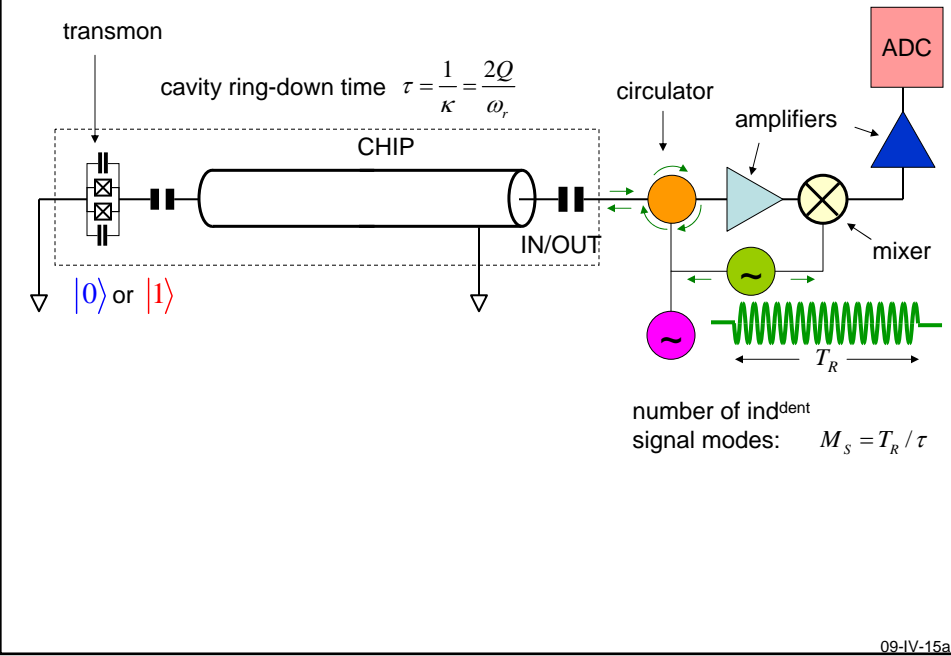 transmon
ADC
cavity ring-down time τ = 1/κ = 2Q/ω_r
circulator
amplifiers
CHIP
IN/OUT
mixer
|0⟩ or |1⟩
~
~
T_R
number of ind^dent
signal modes: M_S = T_R / τ
09-IV-15a